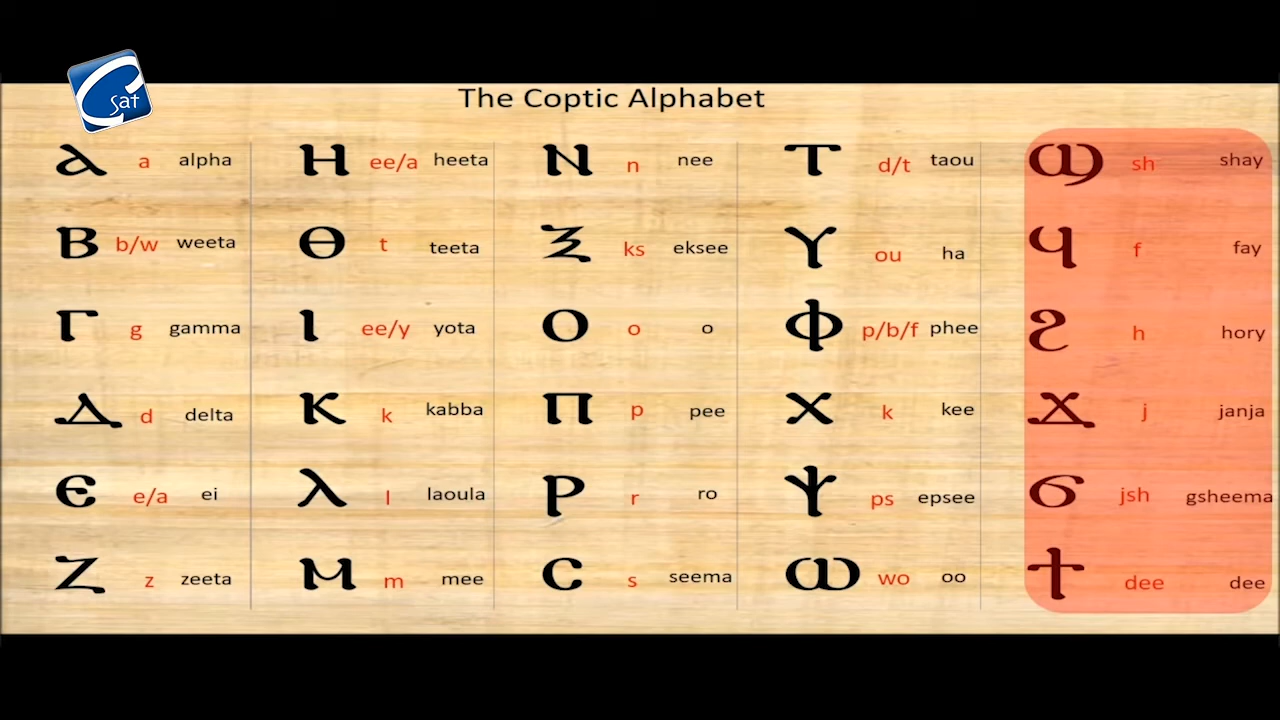 C Sat
The Coptic Alphabet
Ⲁ a alpha Ⲏ ee/a heeta Ⲛ n nee Ⲧ d/t taou Ϣ sh shay
Ⲃ b/w weeta Ⲑ t teeta Ⲝ ks eksee Ⲩ ou ha Ϥ f fay
Ⲅ g gamma Ⲓ ee/y yota Ⲟ o o Ⲫ p/b/f phee Ϩ h hory
Ⲇ d delta Ⲕ k kabba Ⲡ p pee Ⲭ k kee Ϫ j janja
Ⲉ e/a ei Ⲗ l laoula Ⲣ r ro Ⲯ ps epsee Ϭ jsh gsheema
Ⲍ z zeeta Ⲙ m mee Ⲥ s seema Ⲱ wo oo Ϯ dee dee